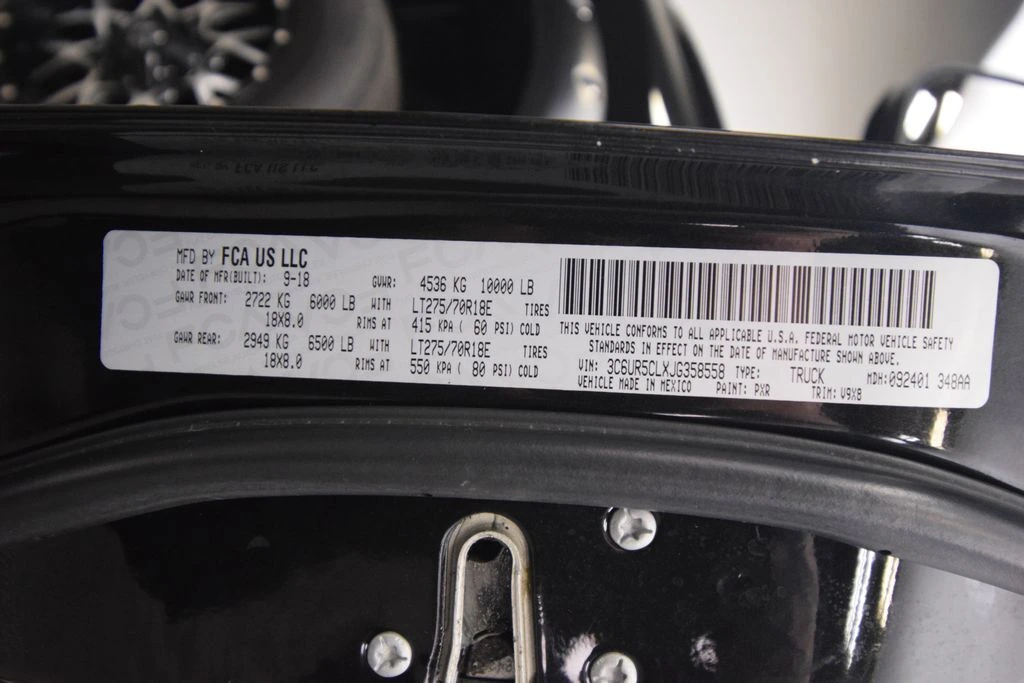 MFD BY FCA US LLC
DATE OF MFR(BUILT): 9-18 GVWR: 4536 KG 10000 LB
GAWR FRONT: 2722 KG 6000 LB WITH LT275/70R18E TIRES
18X8.0 RIMS AT 415 KPA ( 60 PSI) COLD
GAWR REAR: 2949 KG 6500 LB WITH LT275/70R18E TIRES
18X8.0 RIMS AT 550 KPA ( 80 PSI) COLD
THIS VEHICLE CONFORMS TO ALL APPLICABLE U.S.A. FEDERAL MOTOR VEHICLE SAFETY
STANDARDS IN EFFECT ON THE DATE OF MANUFACTURE SHOWN ABOVE.
VIN: 3C6UR5CLXJG358558 TYPE: TRUCK MDH:092401 348AA
VEHICLE MADE IN MEXICO PAINT: PXR TRIM: V9X8